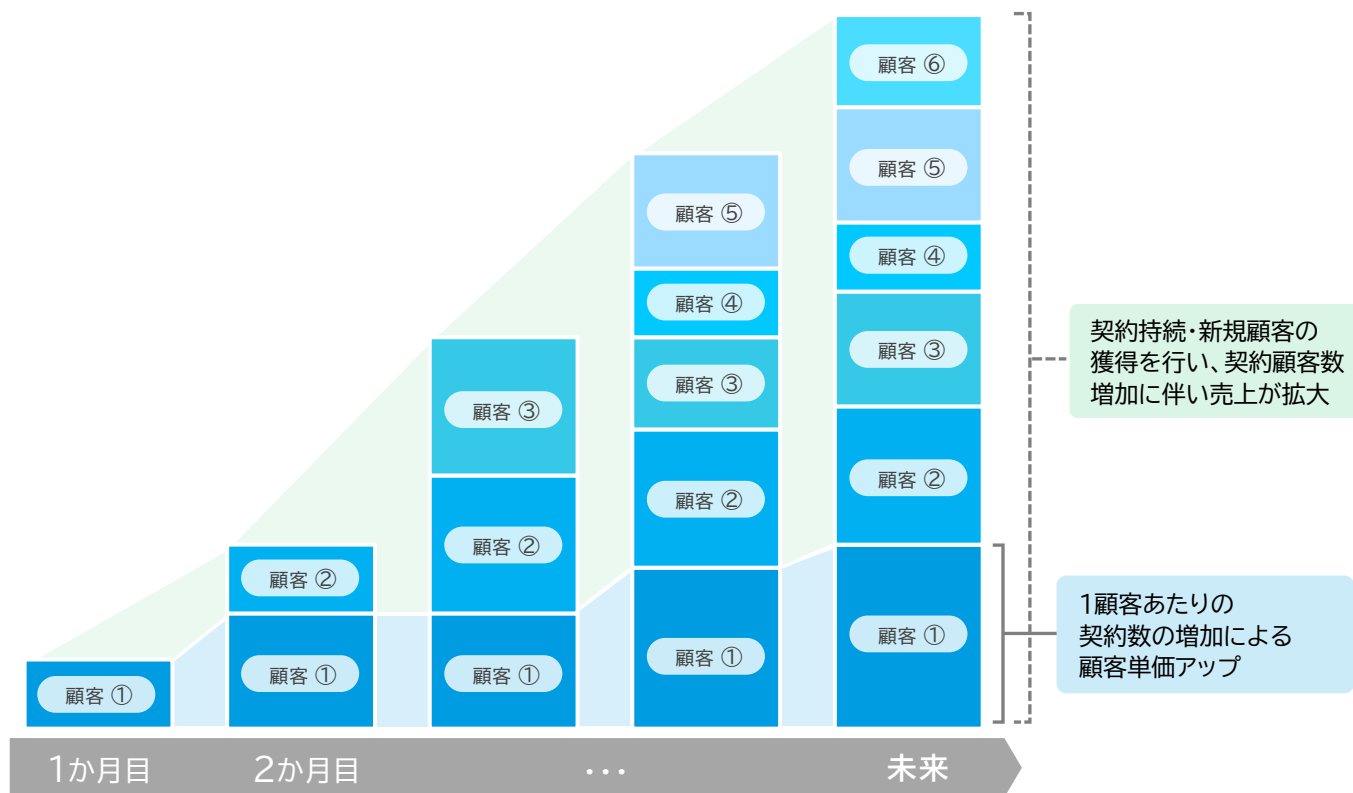 顧客 ①
顧客 ②
顧客 ①
顧客 ③
顧客 ②
顧客 ①
顧客 ⑤
顧客 ④
顧客 ③
顧客 ②
顧客 ①
顧客 ⑥
顧客 ⑤
顧客 ④
顧客 ③
顧客 ②
顧客 ①
契約持続・新規顧客の
獲得を行い、契約顧客数
増加に伴い売上が拡大
1顧客あたりの
契約数の増加による
顧客単価アップ
1か月目
2か月目
・・・
未来